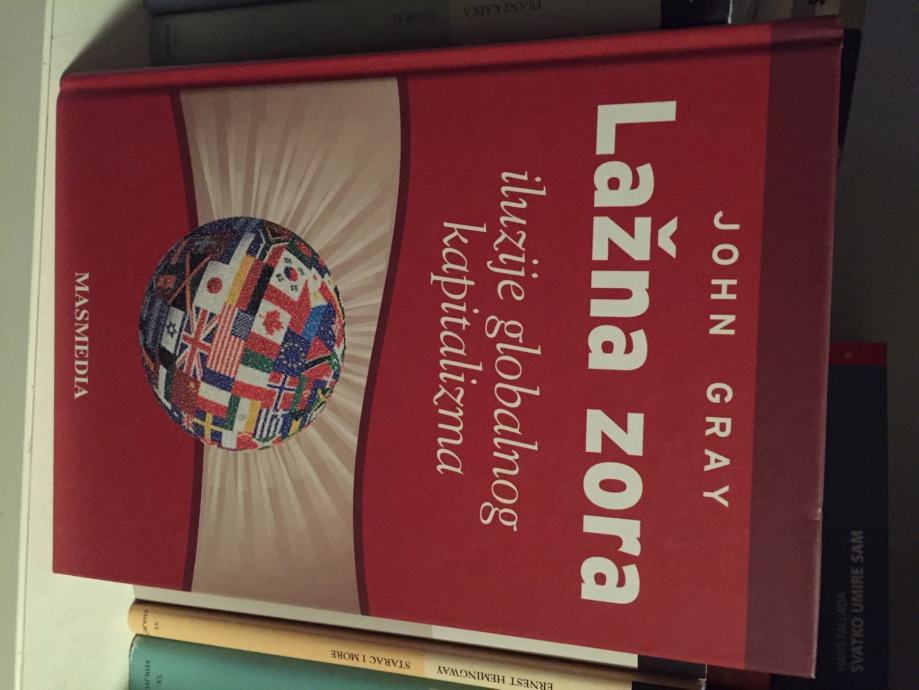 JOHN GRAY
Lažna zora
iluzije globalnog
kapitalizma
MASMEDIA
FRANZ KAFKA
DVORAC
ERNEST HEMINGWAY
STARAC I MORE
HANS FALLADA
SVATKO UMIRE SAM